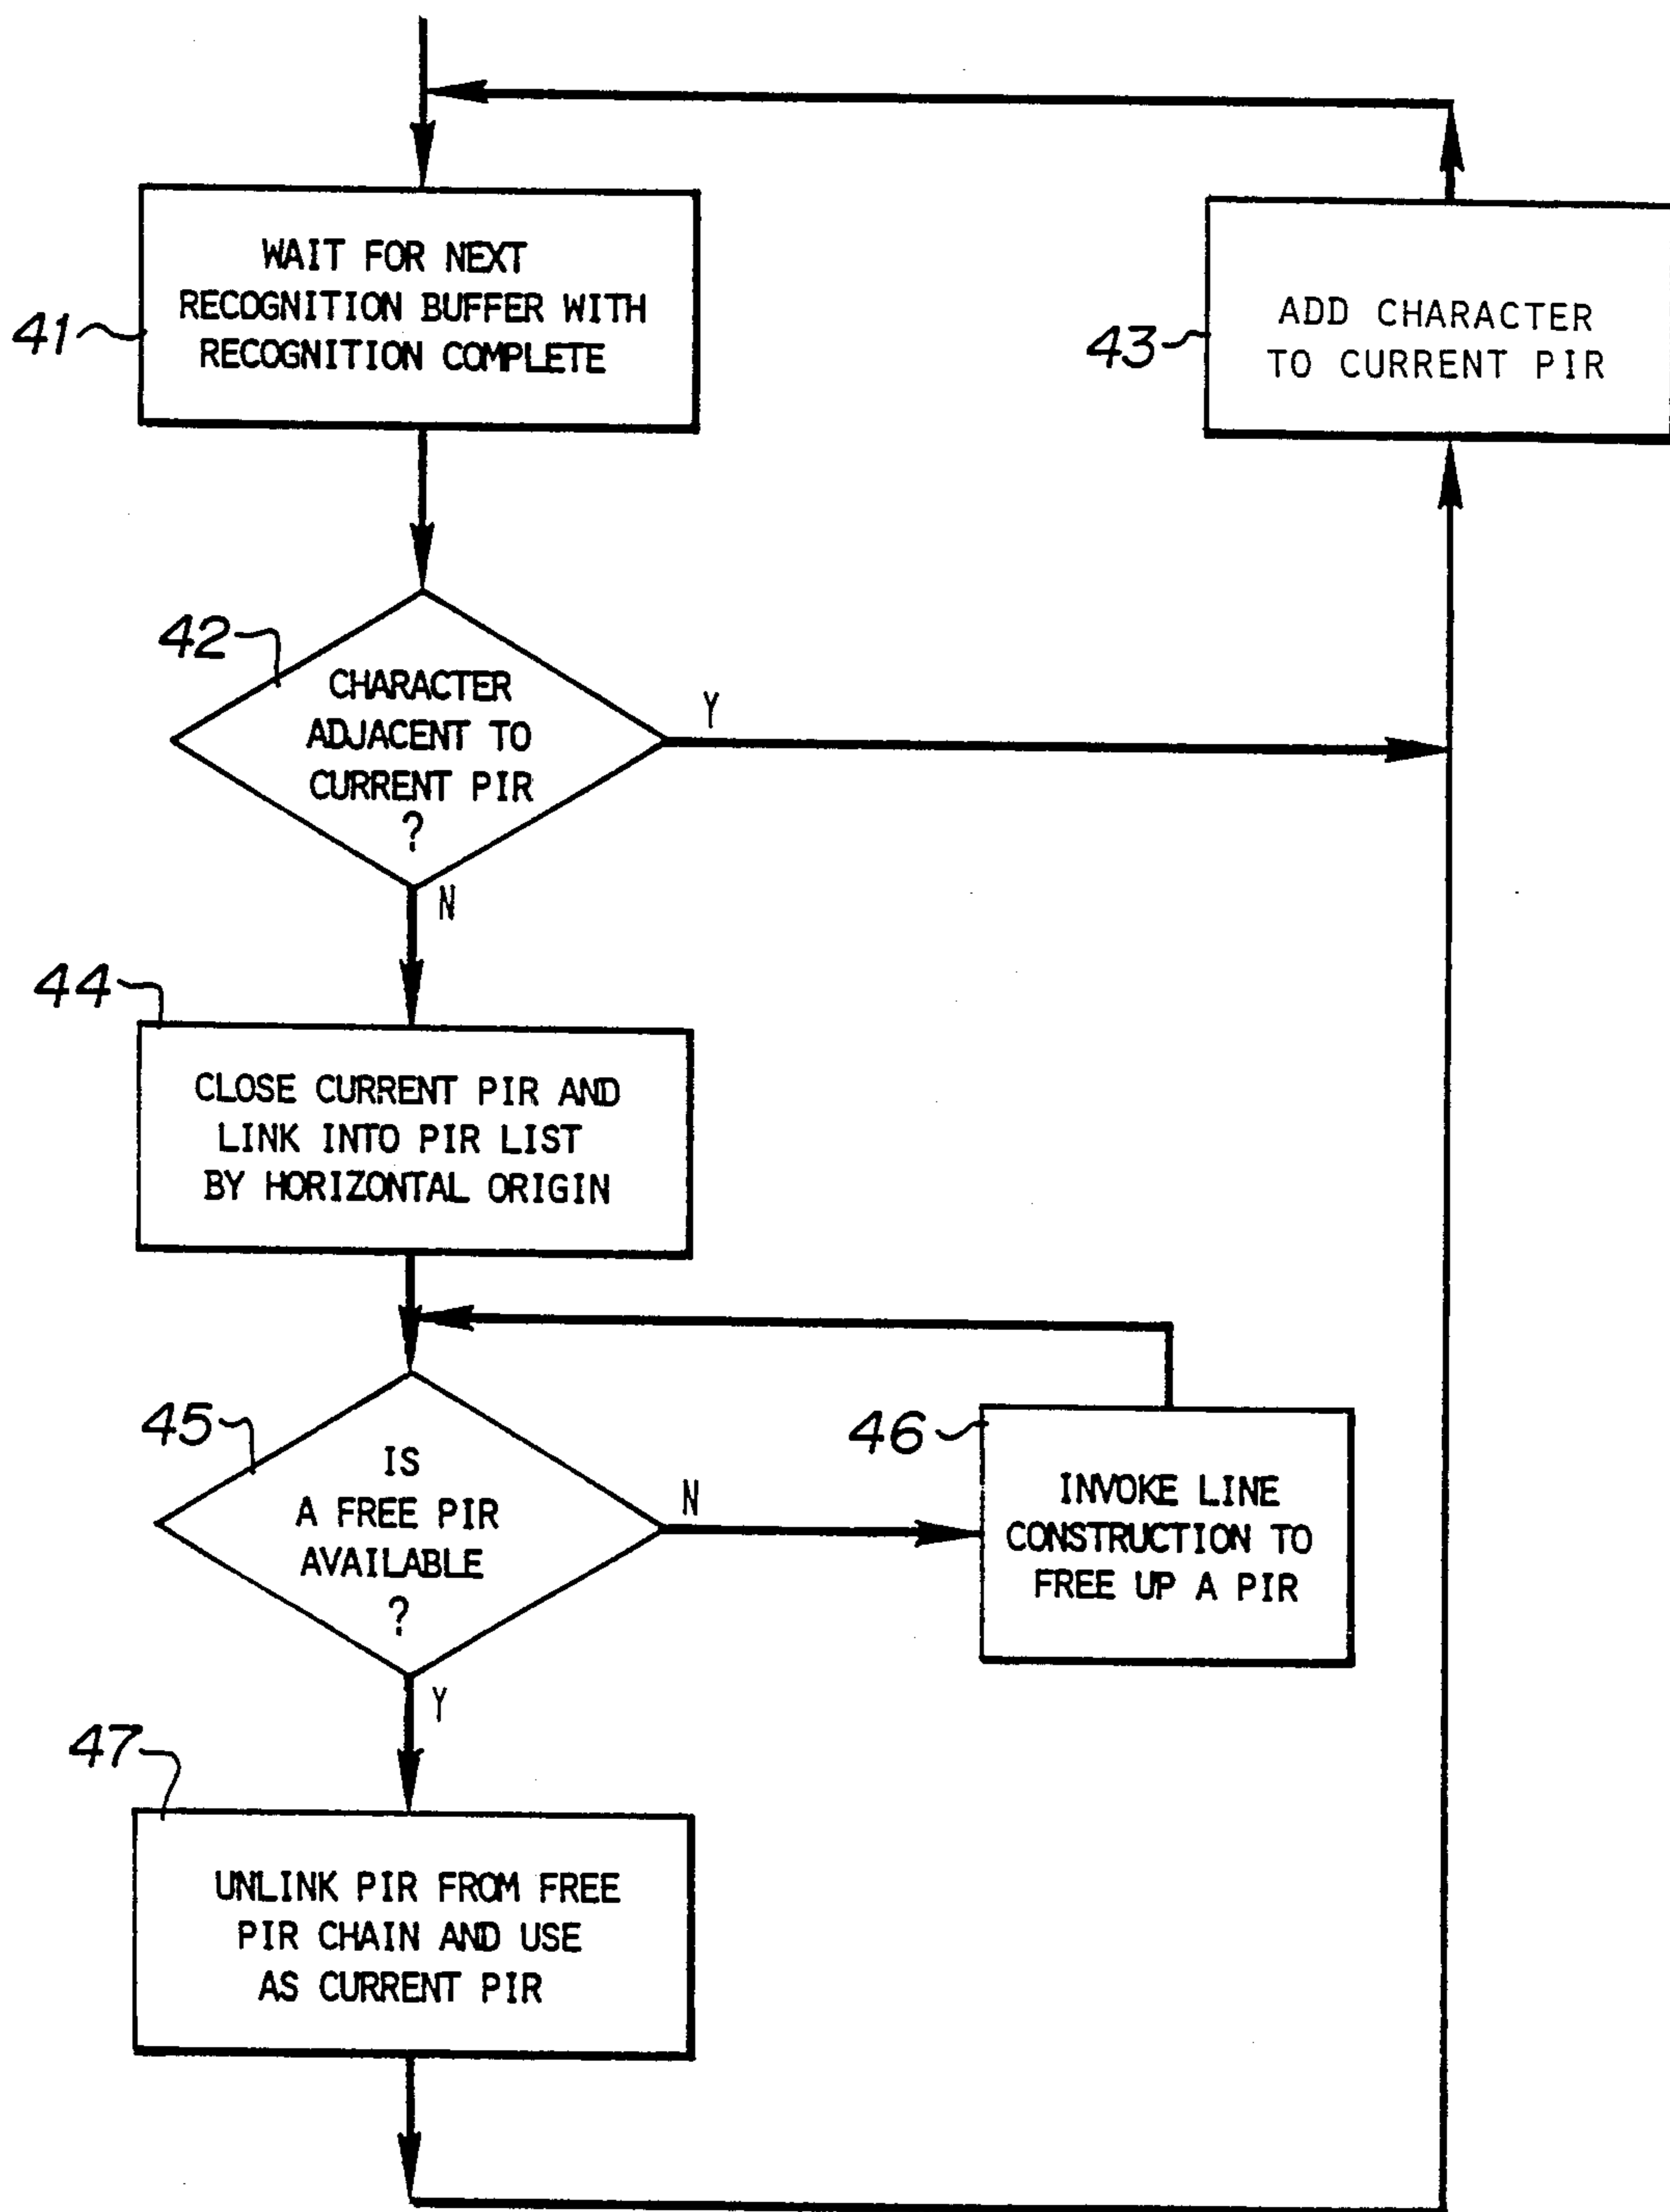 WAIT FOR NEXT
RECOGNITION BUFFER WITH
RECOGNITION COMPLETE
41
ADD CHARACTER
TO CURRENT PIR
43
42
CHARACTER
ADJACENT TO
CURRENT PIR
?
Y
N
44
CLOSE CURRENT PIR AND
LINK INTO PIR LIST
BY HORIZONTAL ORIGIN
45
IS
A FREE PIR
AVAILABLE
?
N
46
INVOKE LINE
CONSTRUCTION TO
FREE UP A PIR
Y
47
UNLINK PIR FROM FREE
PIR CHAIN AND USE
AS CURRENT PIR